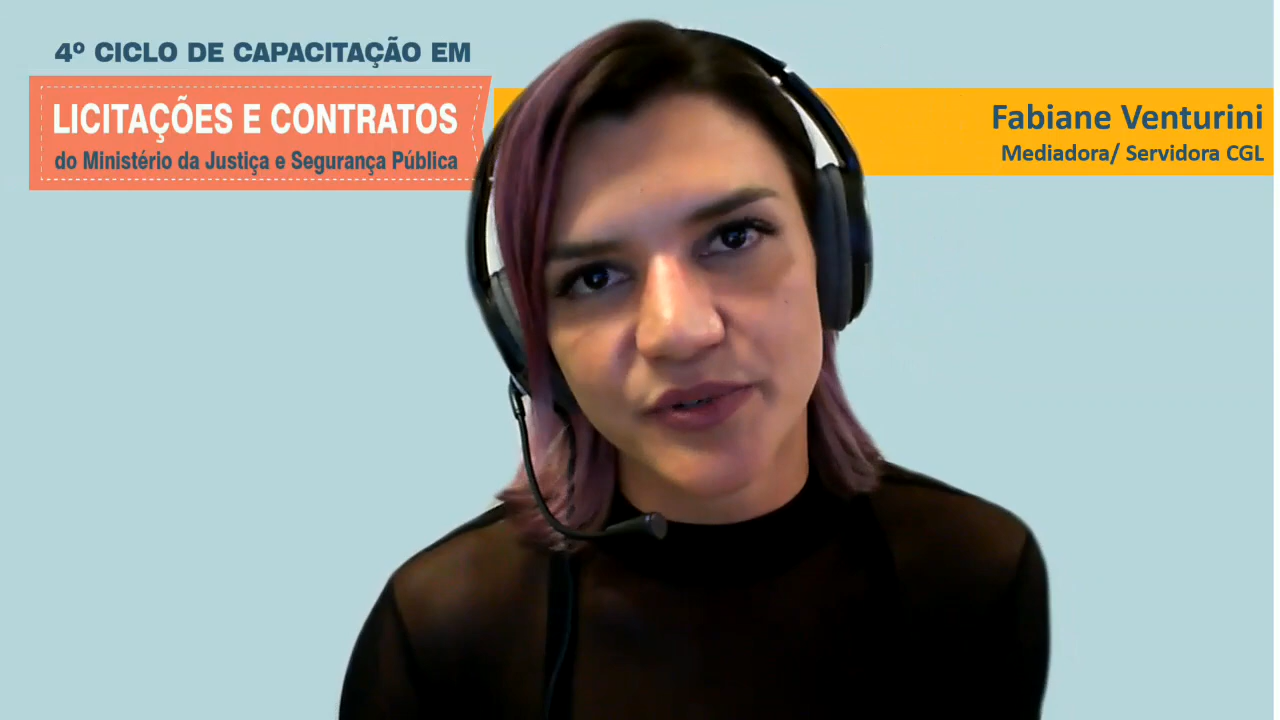 4º CICLO DE CAPACITAÇÃO EM
LICITAÇÕES E CONTRATOS
do Ministério da Justiça e Segurança Pública
Fabiane Venturini
Mediadora/ Servidora CGL